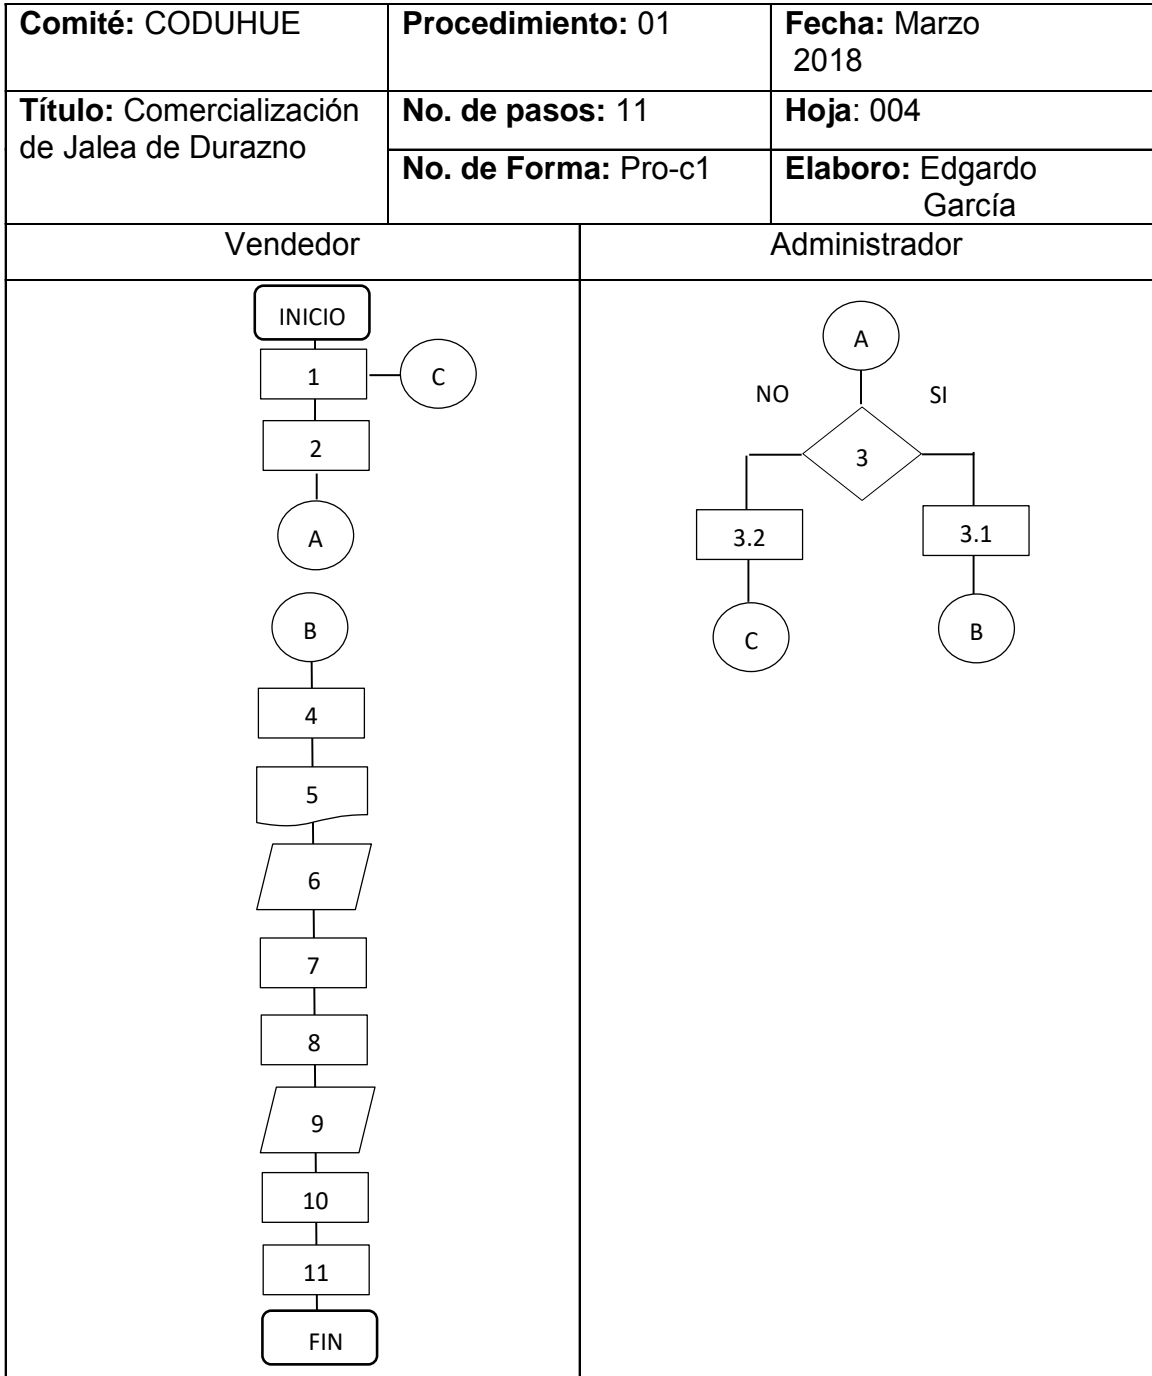 Comité: CODUHUE
Procedimiento: 01
Fecha: Marzo
2018
Título: Comercialización
de Jalea de Durazno
No. de pasos: 11
Hoja: 004
No. de Forma: Pro-c1
Elaboro: Edgardo
García
Vendedor
Administrador
INICIO
1
C
2
A
B
4
5
6
7
8
9
10
11
FIN
A
NO
SI
3
3.2
3.1
C
B